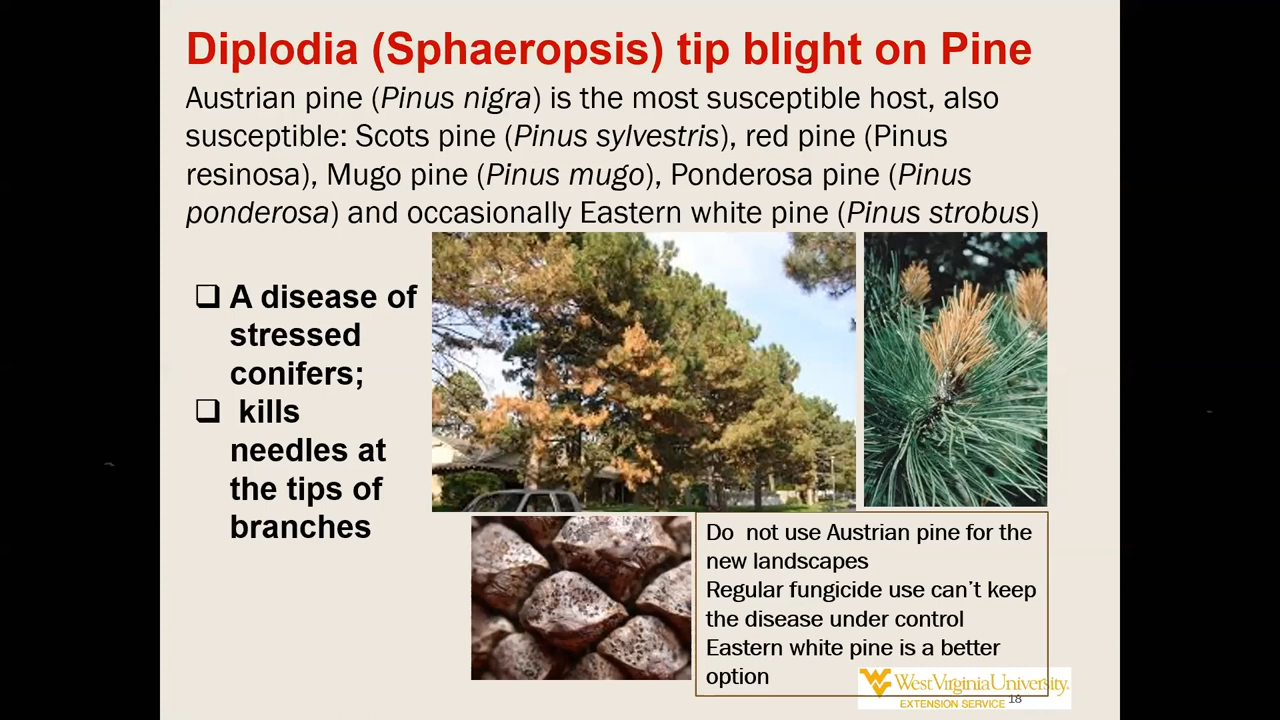 Diplodia (Sphaeropsis) tip blight on Pine
Austrian pine (Pinus nigra) is the most susceptible host, also
susceptible: Scots pine (Pinus sylvestris), red pine (Pinus
resinosa), Mugo pine (Pinus mugo), Ponderosa pine (Pinus
ponderosa) and occasionally Eastern white pine (Pinus strobus)
❑ A disease of
stressed
conifers;
❑ kills
needles at
the tips of
branches
Do not use Austrian pine for the
new landscapes
Regular fungicide use can't keep
the disease under control
Eastern white pine is a better
option
WestVirginiaUniversity.
EXTENSION SERVICE
18